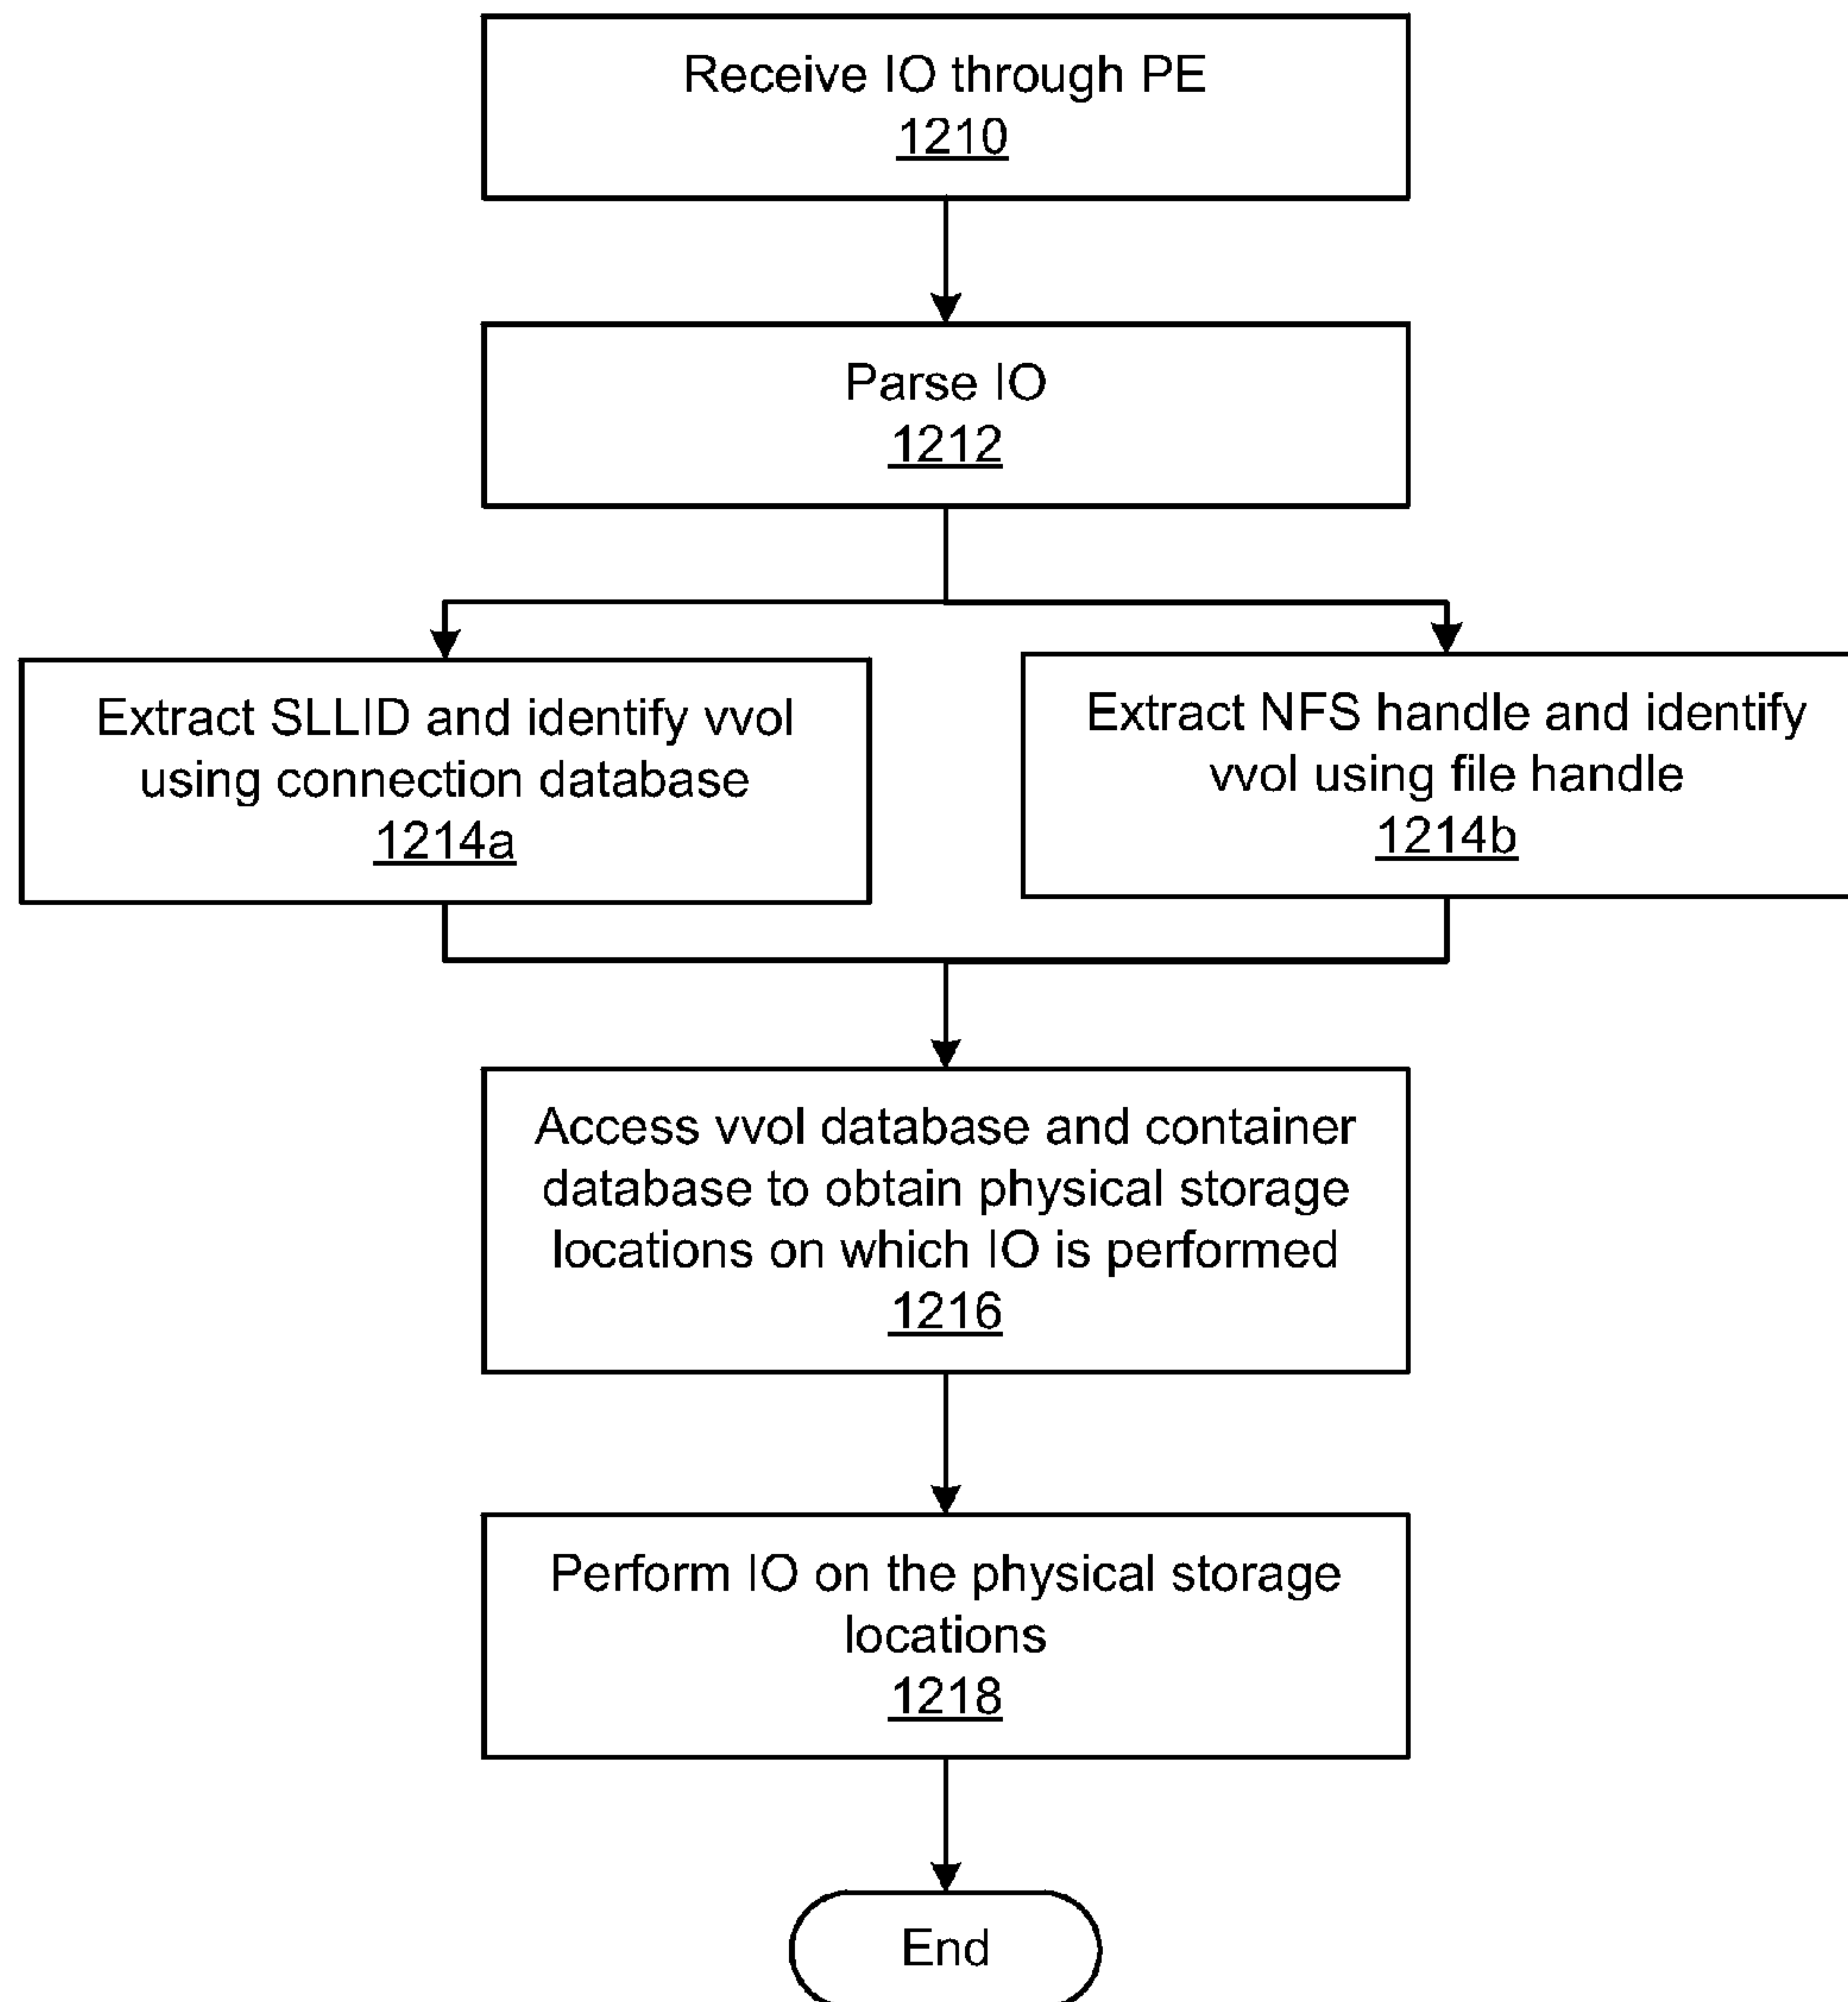 Receive IO through PE
1210
Parse IO
1212
Extract SLLID and identify vvol
using connection database
1214a
Extract NFS handle and identify
vvol using file handle
1214b
Access vvol database and container
database to obtain physical storage
locations on which IO is performed
1216
Perform IO on the physical storage
locations
1218
End